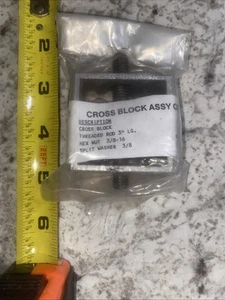 2
3
4
5
6
CROSS BLOCK ASSY
DESCRIPTION
CROSS BLOCK
THREADED ROD 3" LG.
HEX NUT 3/8-16
SPLIT WASHER 3/8